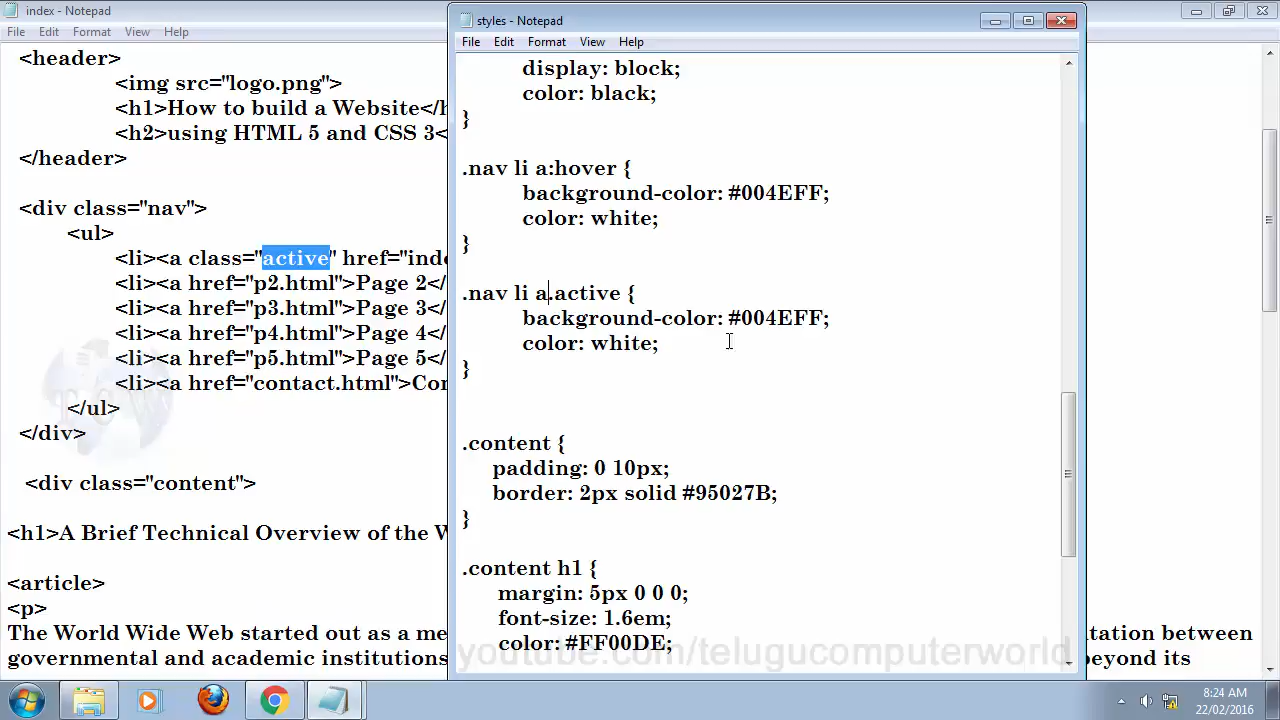 index - Notepad
File Edit Format View Help
<header>
<img src="logo.png">
<h1>How to build a Website</h
<h2>using HTML 5 and CSS 3<
</header>
<div class="nav">
<ul>
<li><a class="active" href="inde
<li><a href="p2.html">Page 2</
<li><a href="p3.html">Page 3</
<li><a href="p4.html">Page 4</
<li><a href="p5.html">Page 5</
<li><a href="contact.html">Con
</ul>
</div>
<div class="content">
<h1>A Brief Technical Overview of the W
<article>
<p>
The World Wide Web started out as a me
governmental and academic institutions
tation between
beyond its
styles - Notepad
File Edit Format View Help
display: block;
color: black;
}
.nav li a:hover {
background-color: #004EFF;
color: white;
}
.nav li a.active {
background-color: #004EFF;
color: white;
}
.content {
padding: 0 10px;
border: 2px solid #95027B;
}
.content h1 {
margin: 5px 0 0 0;
font-size: 1.6em;
color: #FF00DE;
youtube.com/telugucomputerworld
TCW
8:24 AM
22/02/2016